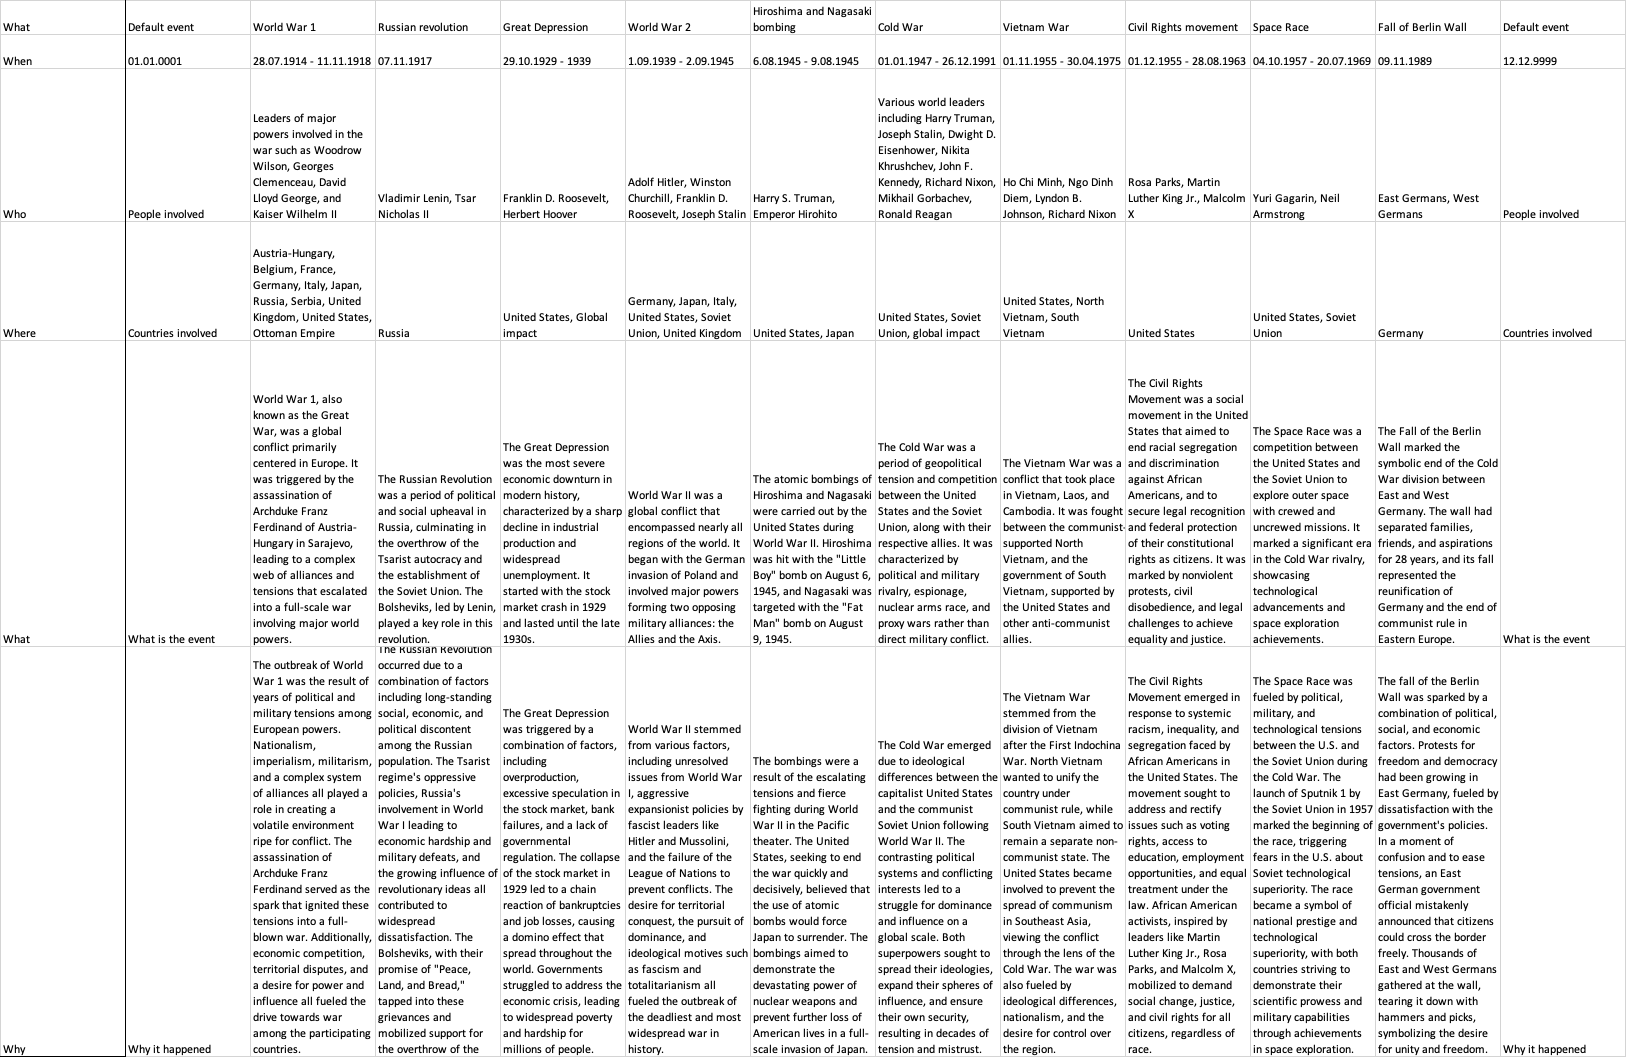 What
Default event
World War 1
Russian revolution
Great Depression
World War 2
Hiroshima and Nagasaki
bombing
Cold War
Vietnam War
Civil Rights movement
Space Race
Fall of Berlin Wall
Default event
When
01.01.0001
28.07.1914 - 11.11.1918
07.11.1917
29.10.1929 - 1939
1.09.1939 - 2.09.1945
6.08.1945 - 9.08.1945
01.01.1947 - 26.12.1991
01.11.1955 - 30.04.1975
01.12.1955 - 28.08.1963
04.10.1957 - 20.07.1969
09.11.1989
12.12.9999
Who
People involved
Leaders of major
powers involved in the
war such as Woodrow
Wilson, Georges
Clemenceau, David
Lloyd George, and
Kaiser Wilhelm II
Vladimir Lenin, Tsar
Nicholas II
Franklin D. Roosevelt,
Herbert Hoover
Adolf Hitler, Winston
Churchill, Franklin D.
Roosevelt, Joseph Stalin
Harry S. Truman,
Emperor Hirohito
Various world leaders
including Harry Truman,
Joseph Stalin, Dwight D.
Eisenhower, Nikita
Khrushchev, John F.
Kennedy, Richard Nixon,
Mikhail Gorbachev,
Ronald Reagan
Ho Chi Minh, Ngo Dinh
Diem, Lyndon B.
Johnson, Richard Nixon
Rosa Parks, Martin
Luther King Jr., Malcolm
X
Yuri Gagarin, Neil
Armstrong
East Germans, West
Germans
People involved
Where
Countries involved
Austria-Hungary,
Belgium, France,
Germany, Italy, Japan,
Russia, Serbia, United
Kingdom, United States,
Ottoman Empire
Russia
United States, Global
impact
Germany, Japan, Italy,
United States, Soviet
Union, United Kingdom
United States, Japan
United States, Soviet
Union, global impact
United States, North
Vietnam, South
Vietnam
United States
United States, Soviet
Union
Germany
Countries involved
What
What is the event
World War 1, also
known as the Great
War, was a global
conflict primarily
centered in Europe. It
was triggered by the
assassination of
Archduke Franz
Ferdinand of Austria-
Hungary in Sarajevo,
leading to a complex
web of alliances and
tensions that escalated
into a full-scale war
involving major world
powers.
The Russian Revolution
was a period of political
and social upheaval in
Russia, culminating in
the overthrow of the
Tsarist autocracy and
the establishment of
the Soviet Union. The
Bolsheviks, led by Lenin,
played a key role in this
revolution.
The Great Depression
was the most severe
economic downturn in
modern history,
characterized by a sharp
decline in industrial
production and
widespread
unemployment. It
started with the stock
market crash in 1929
and lasted until the late
1930s.
World War II was a
global conflict that
encompassed nearly all
regions of the world. It
began with the German
invasion of Poland and
involved major powers
forming two opposing
military alliances: the
Allies and the Axis.
The atomic bombings of
Hiroshima and Nagasaki
were carried out by the
United States during
World War II. Hiroshima
was hit with the "Little
Boy" bomb on August 6,
1945, and Nagasaki was
targeted with the "Fat
Man" bomb on August
9, 1945.
The Cold War was a
period of geopolitical
tension and competition
between the United
States and the Soviet
Union, along with their
respective allies. It was
characterized by
political and military
rivalry, espionage,
nuclear arms race, and
proxy wars rather than
direct military conflict.
The Vietnam War was a
conflict that took place
in Vietnam, Laos, and
Cambodia. It was fought
between the communist-
supported North
Vietnam, and the
government of South
Vietnam, supported by
the United States and
other anti-communist
allies.
The Civil Rights
Movement was a social
movement in the United
States that aimed to
end racial segregation
and discrimination
against African
Americans, and to
secure legal recognition
and federal protection
of their constitutional
rights as citizens. It was
marked by nonviolent
protests, civil
disobedience, and legal
challenges to achieve
equality and justice.
The Space Race was a
competition between
the United States and
the Soviet Union to
explore outer space
with crewed and
uncrewed missions. It
marked a significant era
in the Cold War rivalry,
showcasing
technological
advancements and
space exploration
achievements.
The Fall of the Berlin
Wall marked the
symbolic end of the Cold
War division between
East and West
Germany. The wall had
separated families,
friends, and aspirations
for 28 years, and its fall
represented the
reunification of
Germany and the end of
communist rule in
Eastern Europe.
What is the event
Why
Why it happened
The outbreak of World
War 1 was the result of
years of political and
military tensions among
European powers.
Nationalism,
imperialism, militarism,
and a complex system
of alliances all played a
role in creating a
volatile environment
ripe for conflict. The
assassination of
Archduke Franz
Ferdinand served as the
spark that ignited these
tensions into a full-
blown war. Additionally,
economic competition,
territorial disputes, and
a desire for power and
influence all fueled the
drive towards war
among the participating
countries.
The Russian Revolution
occurred due to a
combination of factors
including long-standing
social, economic, and
political discontent
among the Russian
population. The Tsarist
regime's oppressive
policies, Russia's
involvement in World
War I leading to
economic hardship and
military defeats, and
the growing influence of
revolutionary ideas all
contributed to
widespread
dissatisfaction. The
Bolsheviks, with their
promise of "Peace,
Land, and Bread,"
tapped into these
grievances and
mobilized support for
the overthrow of the
The Great Depression
was triggered by a
combination of factors,
including
overproduction,
excessive speculation in
the stock market, bank
failures, and a lack of
governmental
regulation. The collapse
of the stock market in
1929 led to a chain
reaction of bankruptcies
and job losses, causing
a domino effect that
spread throughout the
world. Governments
struggled to address the
economic crisis, leading
to widespread poverty
and hardship for
millions of people.
World War II stemmed
from various factors,
including unresolved
issues from World War
I, aggressive
expansionist policies by
fascist leaders like
Hitler and Mussolini,
and the failure of the
League of Nations to
prevent conflicts. The
desire for territorial
conquest, the pursuit of
dominance, and
ideological motives such
as fascism and
totalitarianism all
fueled the outbreak of
the deadliest and most
widespread war in
history.
The bombings were a
result of the escalating
tensions and fierce
fighting during World
War II in the Pacific
theater. The United
States, seeking to end
the war quickly and
decisively, believed that
the use of atomic
bombs would force
Japan to surrender. The
bombings aimed to
demonstrate the
devastating power of
nuclear weapons and
prevent further loss of
American lives in a full-
scale invasion of Japan.
The Cold War emerged
due to ideological
differences between the
capitalist United States
and the communist
Soviet Union following
World War II. The
contrasting political
systems and conflicting
interests led to a
struggle for dominance
and influence on a
global scale. Both
superpowers sought to
spread their ideologies,
expand their spheres of
influence, and ensure
their own security,
resulting in decades of
tension and mistrust.
The Vietnam War
stemmed from the
division of Vietnam
after the First Indochina
War. North Vietnam
wanted to unify the
country under
communist rule, while
South Vietnam aimed to
remain a separate non-
communist state. The
United States became
involved to prevent the
spread of communism
in Southeast Asia,
viewing the conflict
through the lens of the
Cold War. The war was
also fueled by
ideological differences,
nationalism, and the
desire for control over
the region.
The Civil Rights
Movement emerged in
response to systemic
racism, inequality, and
segregation faced by
African Americans in
the United States. The
movement sought to
address and rectify
issues such as voting
rights, access to
education, employment
opportunities, and equal
treatment under the
law. African American
activists, inspired by
leaders like Martin
Luther King Jr., Rosa
Parks, and Malcolm X,
mobilized to demand
social change, justice,
and civil rights for all
citizens, regardless of
race.
The Space Race was
fueled by political,
military, and
technological tensions
between the U.S. and
the Soviet Union during
the Cold War. The
launch of Sputnik 1 by
the Soviet Union in 1957
marked the beginning of
the race, triggering
fears in the U.S. about
Soviet technological
superiority. The race
became a symbol of
national prestige and
technological
superiority, with both
countries striving to
demonstrate their
scientific prowess and
military capabilities
through achievements
in space exploration.
The fall of the Berlin
Wall was sparked by a
combination of political,
social, and economic
factors. Protests for
freedom and democracy
had been growing in
East Germany, fueled by
dissatisfaction with the
government's policies.
In a moment of
confusion and to ease
tensions, an East
German government
official mistakenly
announced that citizens
could cross the border
freely. Thousands of
East and West Germans
gathered at the wall,
tearing it down with
hammers and picks,
symbolizing the desire
for unity and freedom.
Why it happened